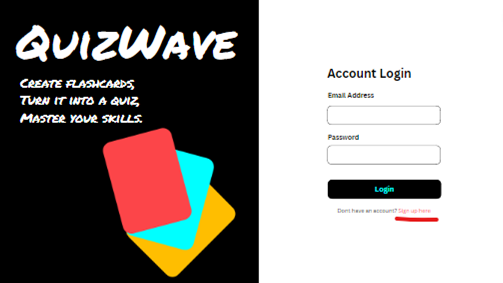 QuizWave
Create flashcards,
Turn it into a quiz,
Master your skills.
Account Login
Email Address
Password
Login
Dont have an account? Sign up here.